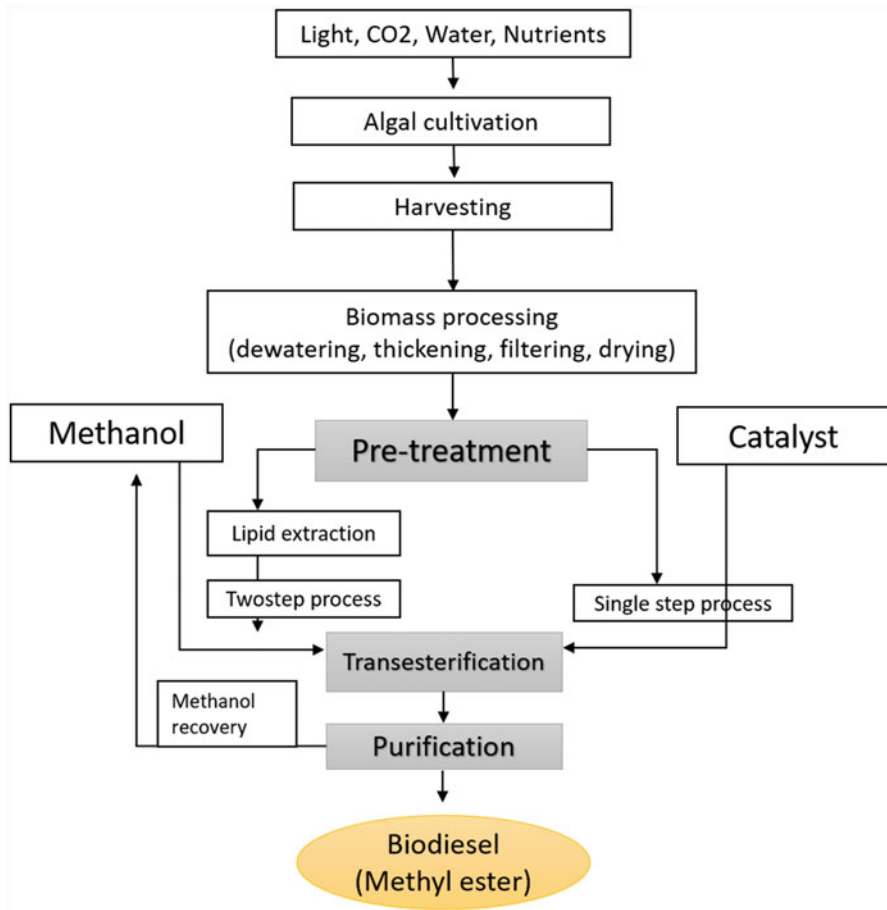 Light, CO2, Water, Nutrients
Algal cultivation
Harvesting
Biomass processing
(dewatering, thickening, filtering, drying)
Methanol
Pre-treatment
Catalyst
Lipid extraction
Twostep process
Single step process
Transesterification
Methanol
recovery
Purification
Biodiesel
(Methyl ester)